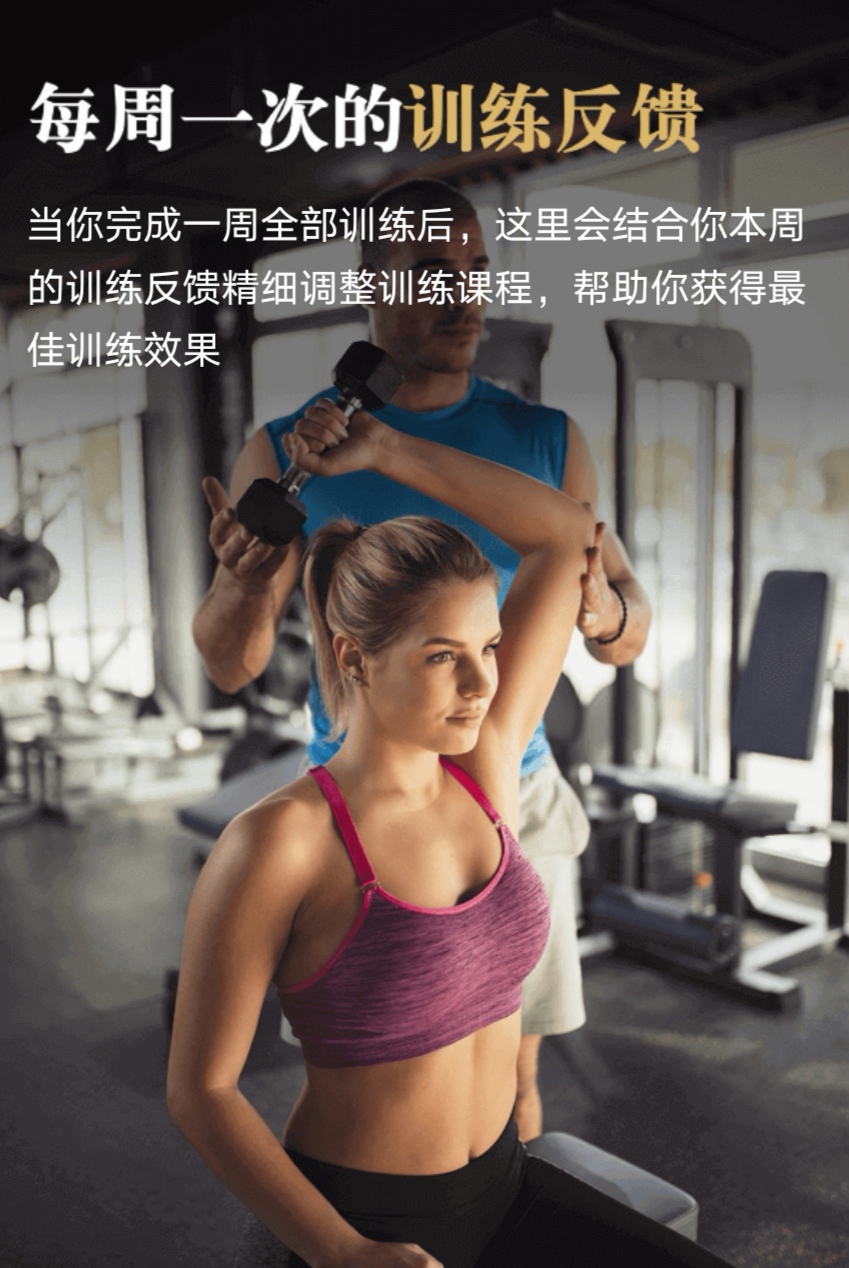 每周一次的训练反馈
当你完成一周全部训练后，这里会结合你本周
的训练反馈精细调整训练课程，帮助你获得最
佳训练效果